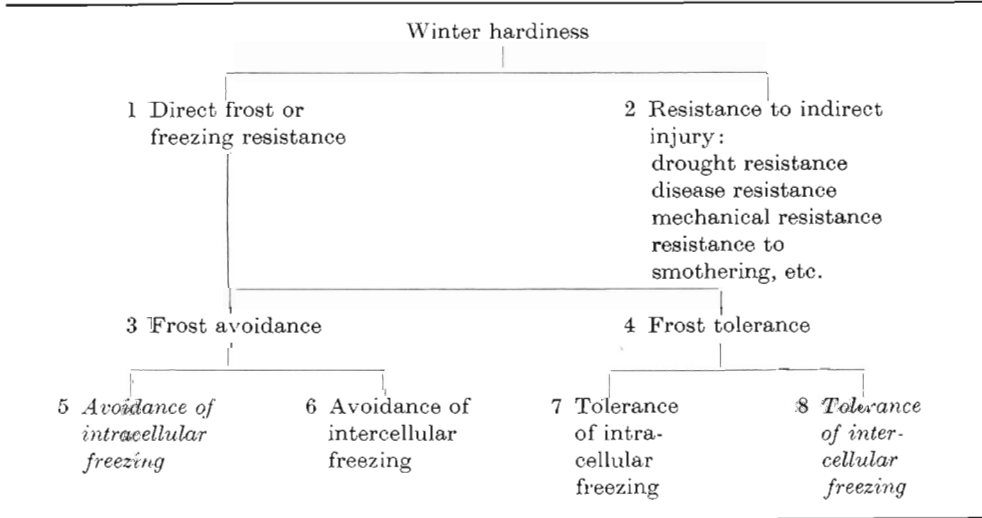 Winter hardiness
1 Direct frost or
freezing resistance
2 Resistance to indirect
injury:
drought resistance
disease resistance
mechanical resistance
resistance to
smothering, etc.
3 Frost avoidance
4 Frost tolerance
5 Avoidance of
intracellular
freezing
6 Avoidance of
intercellular
freezing
7 Tolerance
of intra-
cellular
freezing
8 Tolerance
of inter-
cellular
freezing